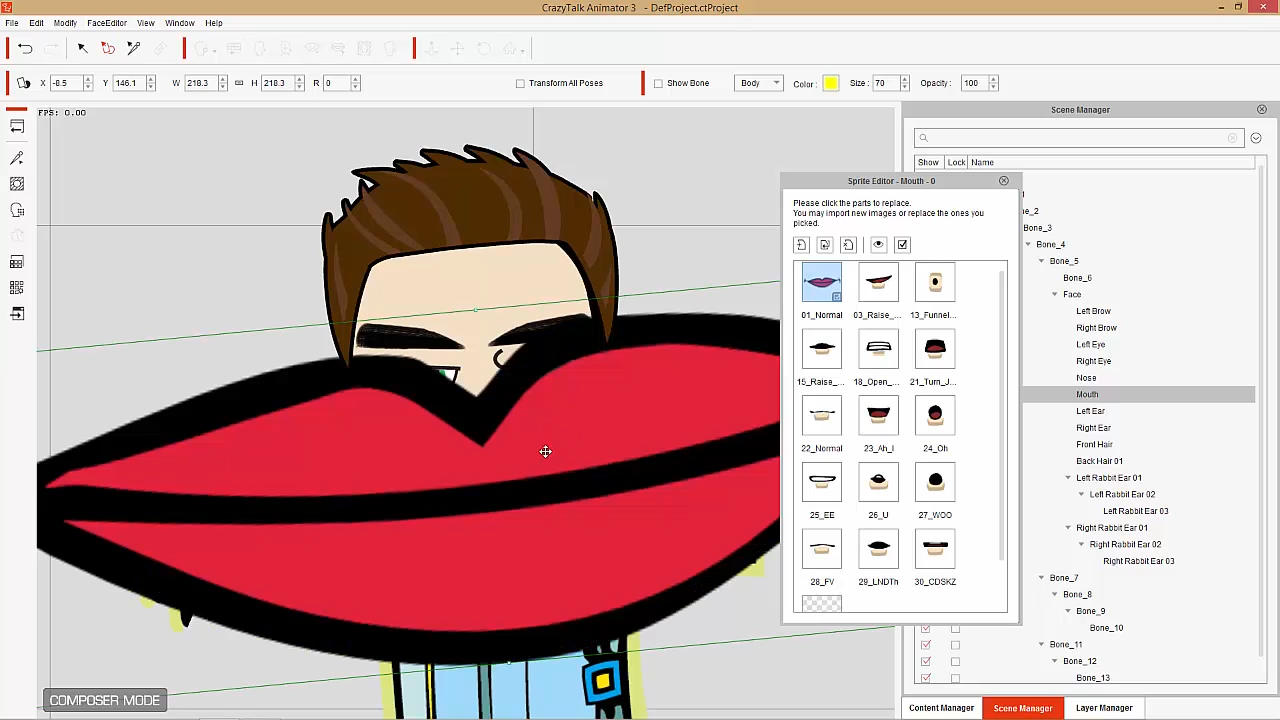 CrazyTalk Animator 3 - DefProject.ctProject
File Edit Modify FaceEditor View Window Help
X -8.5 Y 146.1 W 218.3 H 218.3 R 0 Transform All Poses Show Bone Body Color : Size : 70 Opacity : 100
FPS: 0.00
Scene Manager
Show Lock Name
Sprite Editor - Mouth - 0
Please click the parts to replace.
You may import new images or replace the ones you
picked.
01_Normal 03_Raise_... 13_Funnel...
15_Raise_... 18_Open_... 21_Turn_J...
22_Normal 23_Ah_I 24_Oh
25_EE 26_U 27_WOO
28_FV 29_LNDTh 30_CDSKZ
ne_2
Bone_3
Bone_4
Bone_5
Bone_6
Face
Left Brow
Right Brow
Left Eye
Right Eye
Nose
Mouth
Left Ear
Right Ear
Front Hair
Back Hair 01
Left Rabbit Ear 01
Left Rabbit Ear 02
Left Rabbit Ear 03
Right Rabbit Ear 01
Right Rabbit Ear 02
Right Rabbit Ear 03
Bone_7
Bone_8
Bone_9
Bone_10
Bone_11
Bone_12
Bone_13
COMPOSER MODE
Content Manager Scene Manager Layer Manager